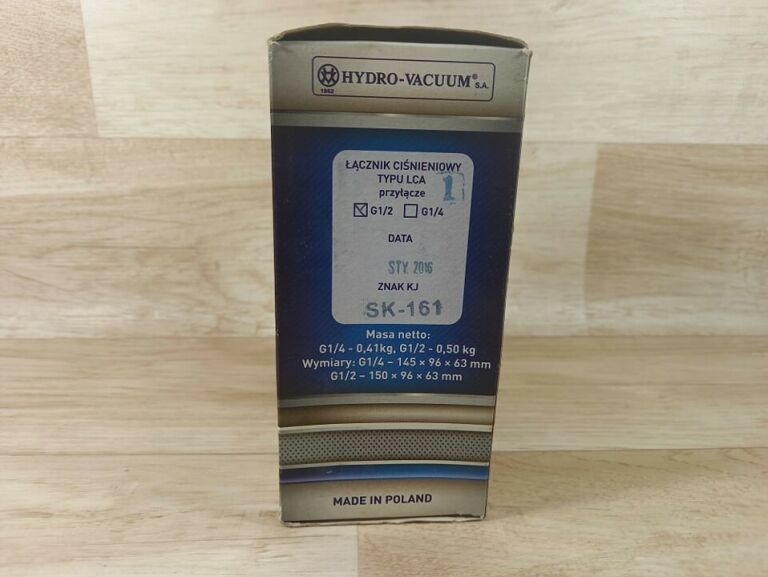 HYDRO-VACUUM® S.A.
1862
ŁĄCZNIK CIŚNIENIOWY
TYPU LCA 1
przyłącze
G1/2 G1/4
DATA
STY. 2016
ZNAK KJ
SK-161
Masa netto:
G1/4 - 0,41kg, G1/2 - 0,50 kg
Wymiary: G1/4 – 145 × 96 × 63 mm
G1/2 – 150 × 96 × 63 mm
MADE IN POLAND